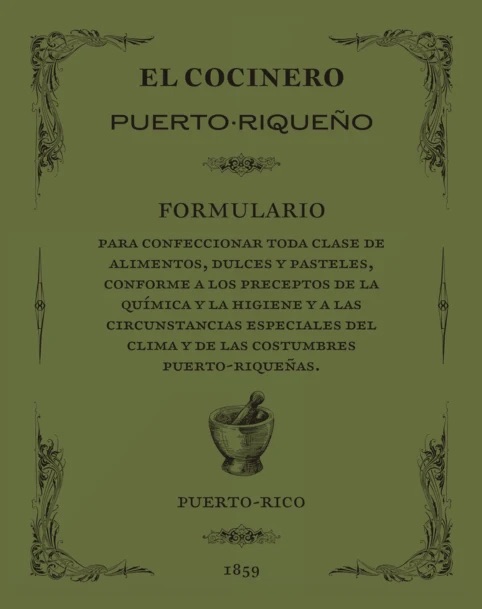 EL COCINERO
PUERTO·RIQUEÑO
FORMULARIO
PARA CONFECCIONAR TODA CLASE DE
ALIMENTOS, DULCES Y PASTELES,
CONFORME A LOS PRECEPTOS DE LA
QUÍMICA Y LA HIGIENE Y A LAS
CIRCUNSTANCIAS ESPECIALES DEL
CLIMA Y DE LAS COSTUMBRES
PUERTO-RIQUEÑAS.
PUERTO-RICO
1859